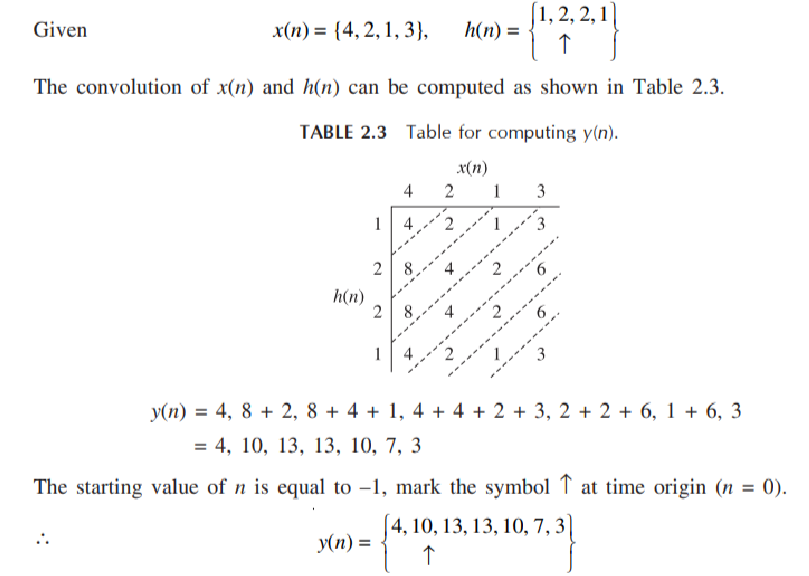 Given x(n) = {4, 2, 1, 3}, h(n) = {1, 2, 2, 1}
↑
The convolution of x(n) and h(n) can be computed as shown in Table 2.3.
TABLE 2.3 Table for computing y(n).
x(n)
4 2 1 3
1 4 2 1 3
2 8 4 2 6
h(n)
2 8 4 2 6
1 4 2 1 3
y(n) = 4, 8 + 2, 8 + 4 + 1, 4 + 4 + 2 + 3, 2 + 2 + 6, 1 + 6, 3
= 4, 10, 13, 13, 10, 7, 3
The starting value of n is equal to −1, mark the symbol ↑ at time origin (n = 0).
∴ y(n) = {4, 10, 13, 13, 10, 7, 3}
↑